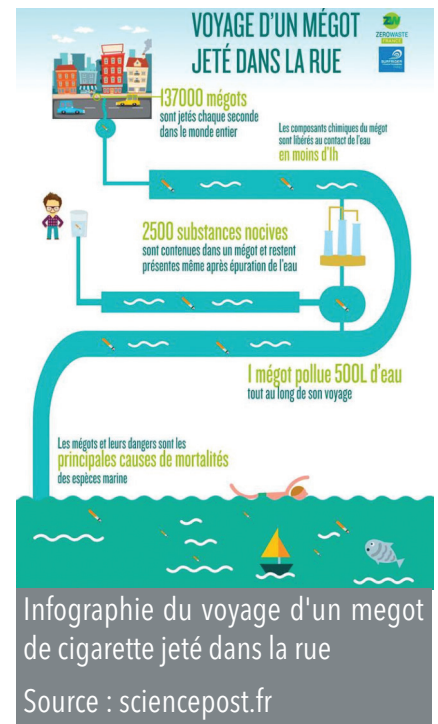 VOYAGE D'UN MÉGOT
JETÉ DANS LA RUE
ZW
ZEROWASTE
FRANCE
137000 mégots
sont jetés chaque seconde
dans le monde entier
Les composants chimiques du mégot
sont libérés au contact de l'eau
en moins d'1h
2500 substances nocives
sont contenues dans un mégot et restent
présentes même après épuration de l'eau
1 mégot pollue 500L d'eau
tout au long de son voyage
Les mégots et leurs dangers sont les
principales causes de mortalités
des espèces marine
Infographie du voyage d'un megot
de cigarette jeté dans la rue
Source : sciencepost.fr